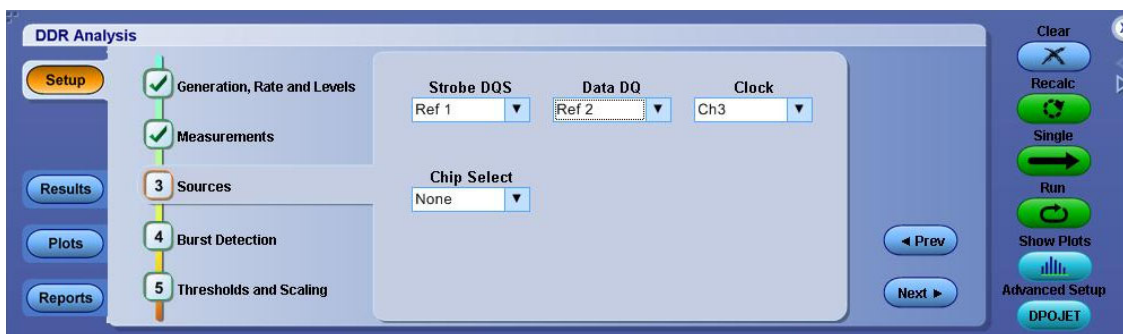 DDR Analysis
Setup
Results
Plots
Reports
Generation, Rate and Levels
Measurements
3 Sources
4 Burst Detection
5 Thresholds and Scaling
Strobe DQS Data DQ Clock
Ref 1 Ref 2 Ch3
Chip Select
None
Prev
Next
Clear
Recalc
Single
Run
Show Plots
Advanced Setup
DPOJET